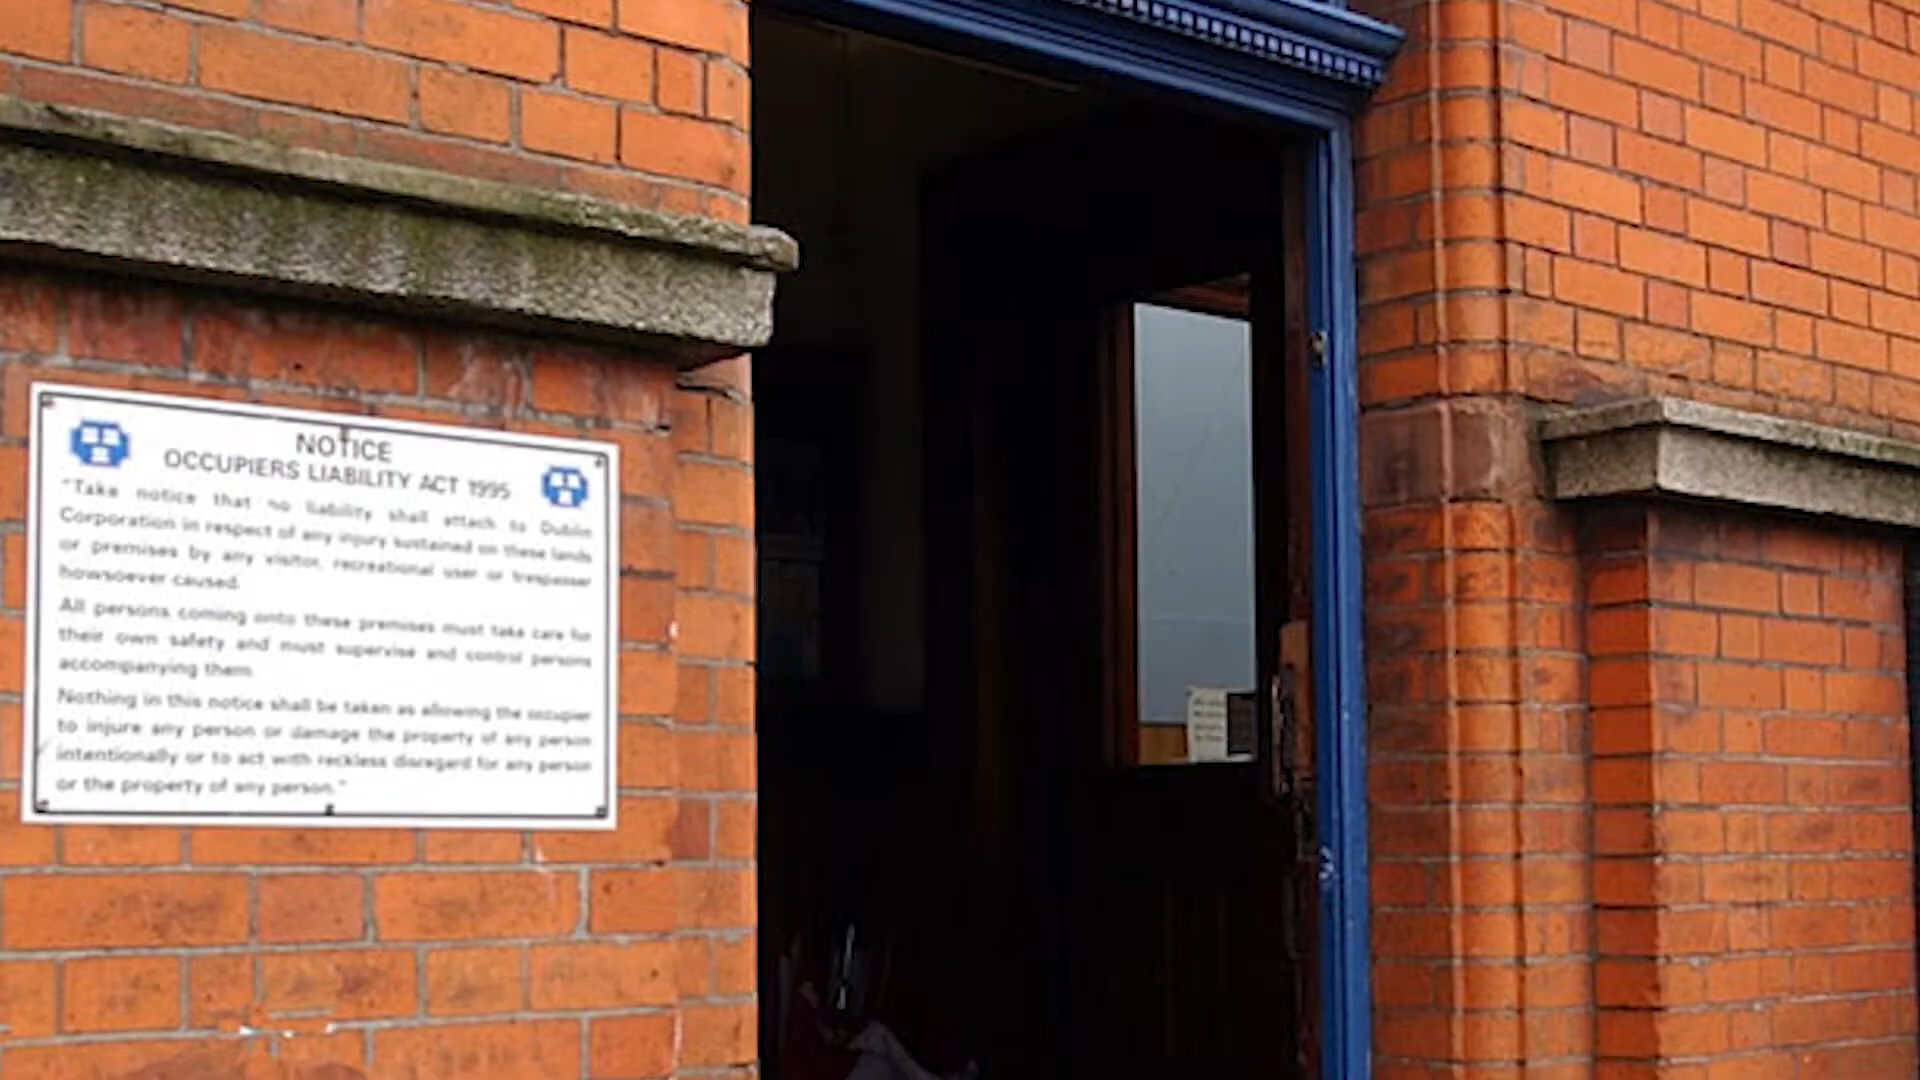 NOTICE
OCCUPIERS LIABILITY ACT 1995
"Take notice that no liability shall attach to Dublin
Corporation in respect of any injury sustained on these lands
or premises by any visitor, recreational user or trespasser
howsoever caused.
All persons coming onto these premises must take care for
their own safety and must supervise and control persons
accompanying them.
Nothing in this notice shall be taken as allowing the occupier
to injure any person or damage the property of any person
intentionally or to act with reckless disregard for any person
or the property of any person."